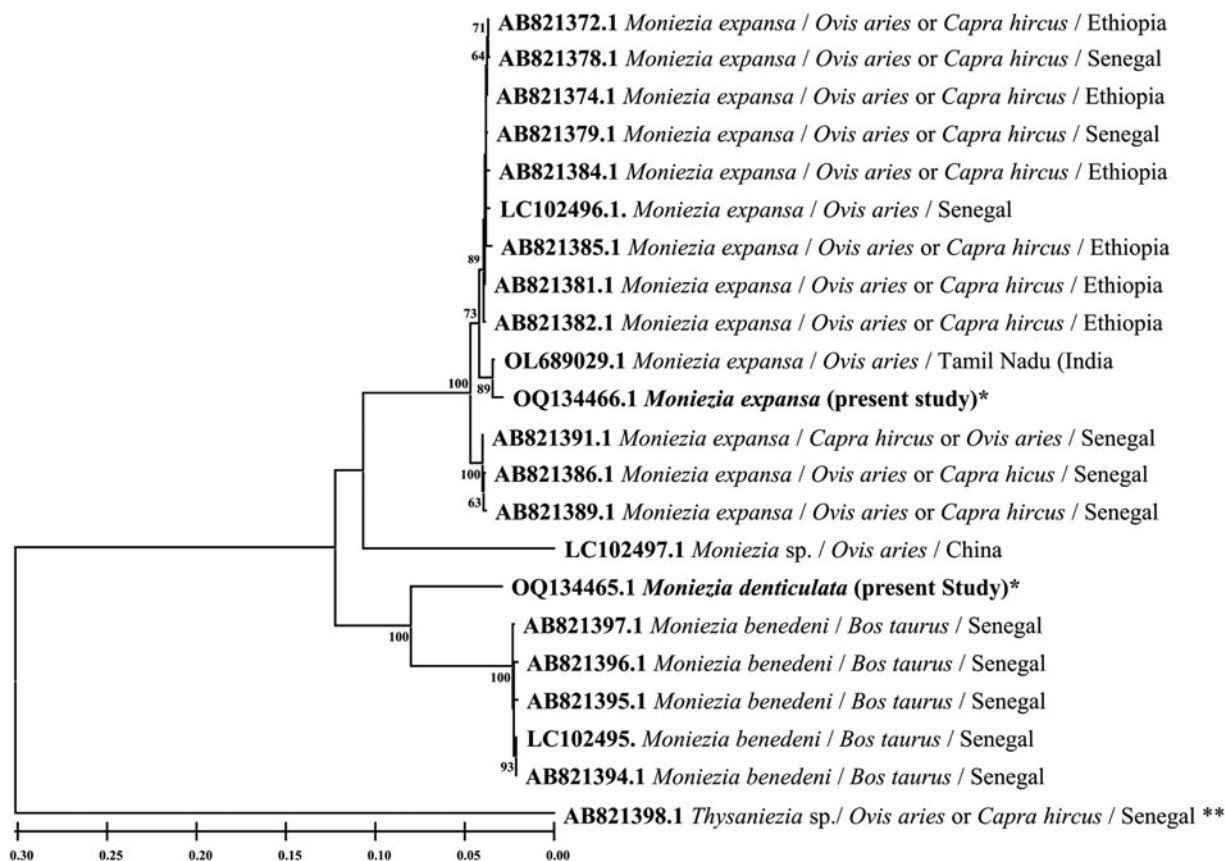 71
AB821372.1 Moniezia expansa / Ovis aries or Capra hircus / Ethiopia
64
AB821378.1 Moniezia expansa / Ovis aries or Capra hircus / Senegal
AB821374.1 Moniezia expansa / Ovis aries or Capra hircus / Ethiopia
AB821379.1 Moniezia expansa / Ovis aries or Capra hircus / Senegal
AB821384.1 Moniezia expansa / Ovis aries or Capra hircus / Ethiopia
LC102496.1. Moniezia expansa / Ovis aries / Senegal
AB821385.1 Moniezia expansa / Ovis aries or Capra hircus / Ethiopia
89
AB821381.1 Moniezia expansa / Ovis aries or Capra hircus / Ethiopia
73
AB821382.1 Moniezia expansa / Ovis aries or Capra hircus / Ethiopia
OL689029.1 Moniezia expansa / Ovis aries / Tamil Nadu (India
100
89
OQ134466.1 Moniezia expansa (present study)*
AB821391.1 Moniezia expansa / Capra hircus or Ovis aries / Senegal
100
AB821386.1 Moniezia expansa / Ovis aries or Capra hicus / Senegal
63
AB821389.1 Moniezia expansa / Ovis aries or Capra hircus / Senegal
LC102497.1 Moniezia sp. / Ovis aries / China
OQ134465.1 Moniezia denticulata (present Study)*
100
AB821397.1 Moniezia benedeni / Bos taurus / Senegal
100
AB821396.1 Moniezia benedeni / Bos taurus / Senegal
AB821395.1 Moniezia benedeni / Bos taurus / Senegal
LC102495. Moniezia benedeni / Bos taurus / Senegal
93
AB821394.1 Moniezia benedeni / Bos taurus / Senegal
AB821398.1 Thysaniezia sp./ Ovis aries or Capra hircus / Senegal **
0.30 0.25 0.20 0.15 0.10 0.05 0.00